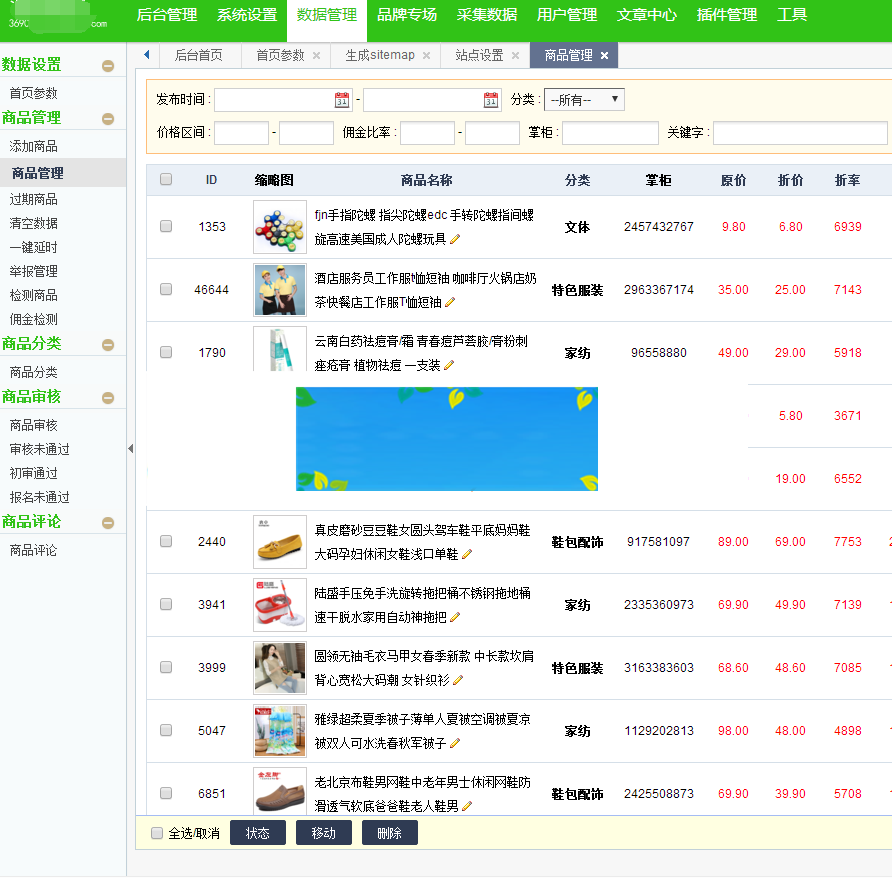 369C com
后台管理 系统设置 数据管理 品牌专场 采集数据 用户管理 文章中心 插件管理 工具
后台首页 首页参数 × 生成sitemap × 站点设置 × 商品管理 ×
数据设置
首页参数
商品管理
添加商品
商品管理
过期商品
清空数据
一键延时
举报管理
检测商品
佣金检测
商品分类
商品分类
商品审核
商品审核
审核未通过
初审通过
报名未通过
商品评论
商品评论
发布时间 : - 分类 : --所有--
价格区间 : - 佣金比率 : - 掌柜 : 关键字 :
ID 缩略图 商品名称 分类 掌柜 原价 折价 折率
1353 fjn手指陀螺 指尖陀螺edc 手转陀螺指间螺 文体 2457432767 9.80 6.80 6939
旋高速美国成人陀螺玩具
46644 酒店服务员工作服t恤短袖 咖啡厅火锅店奶 特色服装 2963367174 35.00 25.00 7143
茶快餐店工作服T恤短袖
1790 云南白药祛痘膏/霜 青春痘芦荟胶/膏粉刺 家纺 96558880 49.00 29.00 5918
痤疮膏 植物祛痘 一支装
5.80 3671
19.00 6552
2440 真皮磨砂豆豆鞋女圆头驾车鞋平底妈妈鞋 鞋包配饰 917581097 89.00 69.00 7753
大码孕妇休闲女鞋浅口单鞋
3941 陆盛手压免手洗旋转拖把桶不锈钢拖地桶 家纺 2335360973 69.90 49.90 7139
速干脱水家用自动神拖把
3999 圆领无袖毛衣马甲女春季新款 中长款坎肩 特色服装 3163383603 68.60 48.60 7085
背心宽松大码潮 女针织衫
5047 雅绿超柔夏季被子薄单人夏被空调被夏凉 家纺 1129202813 98.00 48.00 4898
被双人可水洗春秋军被子
6851 老北京布鞋男网鞋中老年男士休闲网鞋防 鞋包配饰 2425508873 69.90 39.90 5708
滑透气软底爸爸鞋老人鞋男
全选/取消 状态 移动 删除